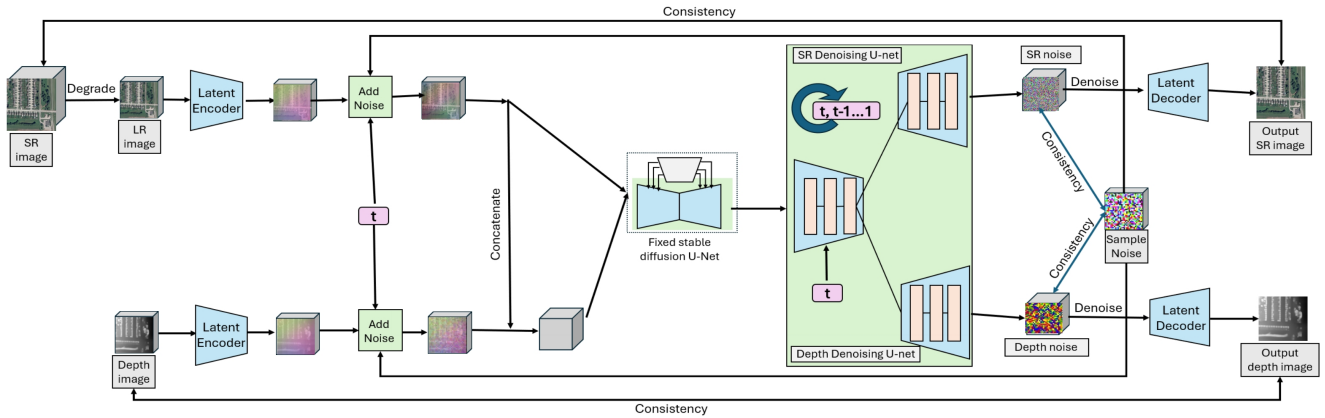 Consistency
SR
image
Degrade
LR
image
Latent
Encoder
Add
Noise
SR Denoising U-net
t, t-1...1
SR noise
Denoise
Latent
Decoder
Output
SR image
t
Concatenate
Fixed stable
diffusion U-Net
t
Consistency
Consistency
Sample
Noise
Depth
image
Latent
Encoder
Add
Noise
Depth Denoising U-net
Depth noise
Denoise
Latent
Decoder
Output
depth image
Consistency